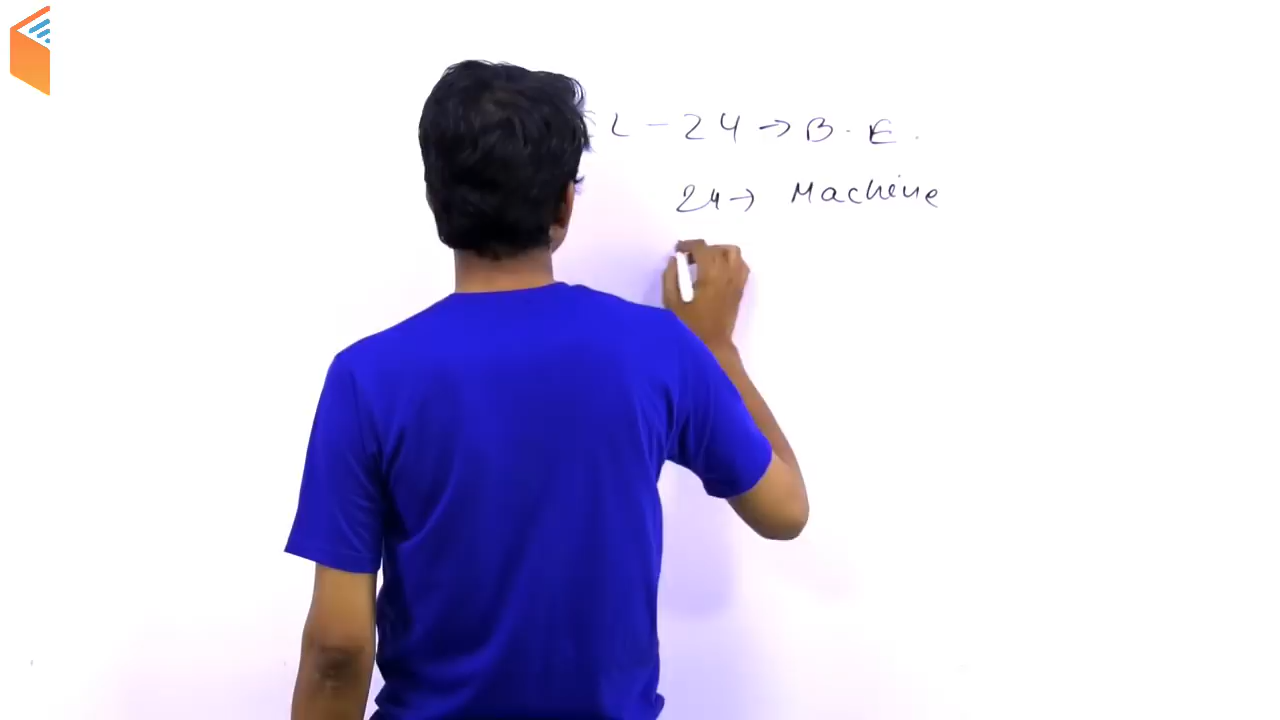 L - 24 → B.E.
24 → Machine